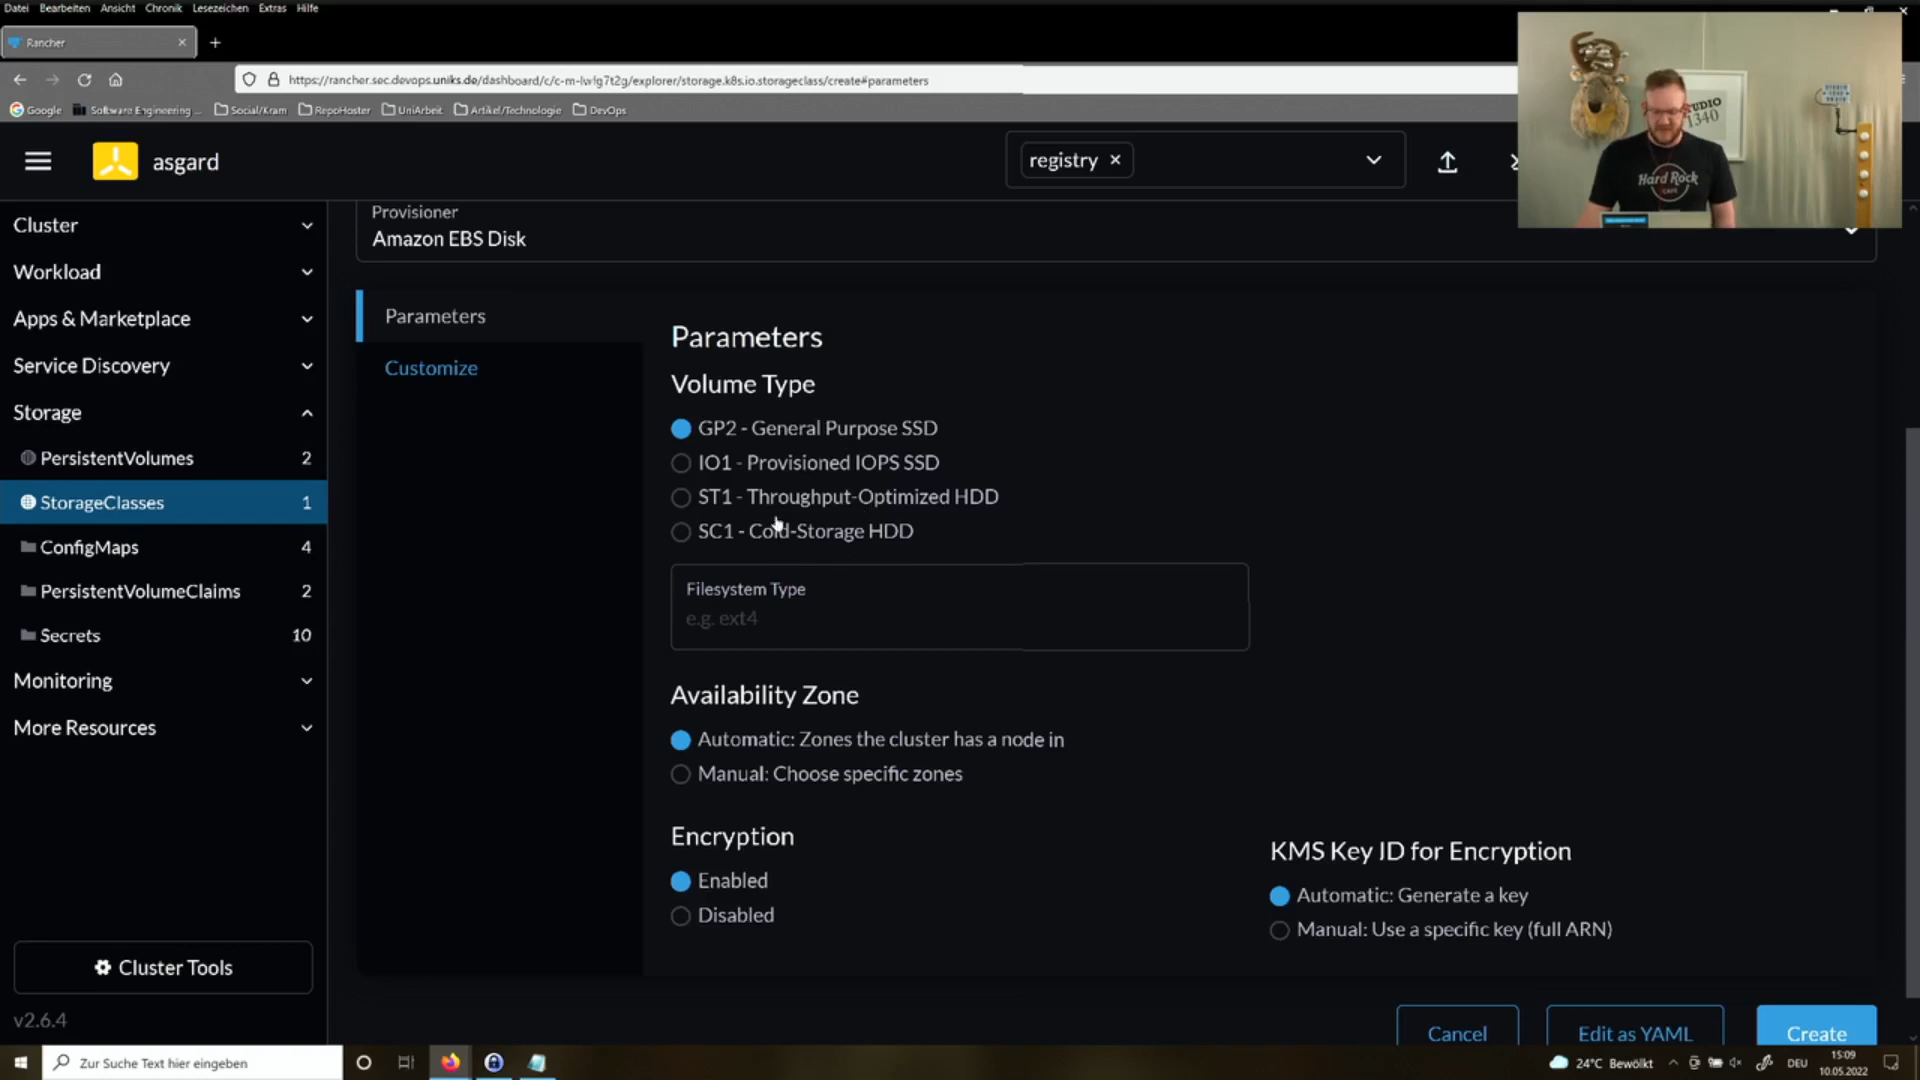 Datei Bearbeiten Ansicht Chronik Lesezeichen Extras Hilfe
Rancher
https://rancher.sec.devops.uniks.de/dashboard/c/c-m-lwfg7t2g/explorer/storage.k8s.io.storageclass/create#parameters
Google Software Engineering ... Social/Kram RepoHoster UniArbeit Artikel/Technologie DevOps
asgard
registry
STUDIO
1340
Hard Rock
CAFE
Cluster
Workload
Apps & Marketplace
Service Discovery
Storage
PersistentVolumes 2
StorageClasses 1
ConfigMaps 4
PersistentVolumeClaims 2
Secrets 10
Monitoring
More Resources
Cluster Tools
v2.6.4
Provisioner
Amazon EBS Disk
Parameters
Customize
Parameters
Volume Type
GP2 - General Purpose SSD
IO1 - Provisioned IOPS SSD
ST1 - Throughput-Optimized HDD
SC1 - Cold-Storage HDD
Filesystem Type
e.g. ext4
Availability Zone
Automatic: Zones the cluster has a node in
Manual: Choose specific zones
Encryption
Enabled
Disabled
KMS Key ID for Encryption
Automatic: Generate a key
Manual: Use a specific key (full ARN)
Cancel
Edit as YAML
Create
Zur Suche Text hier eingeben
24°C Bewölkt
DEU
15:09
10.05.2022